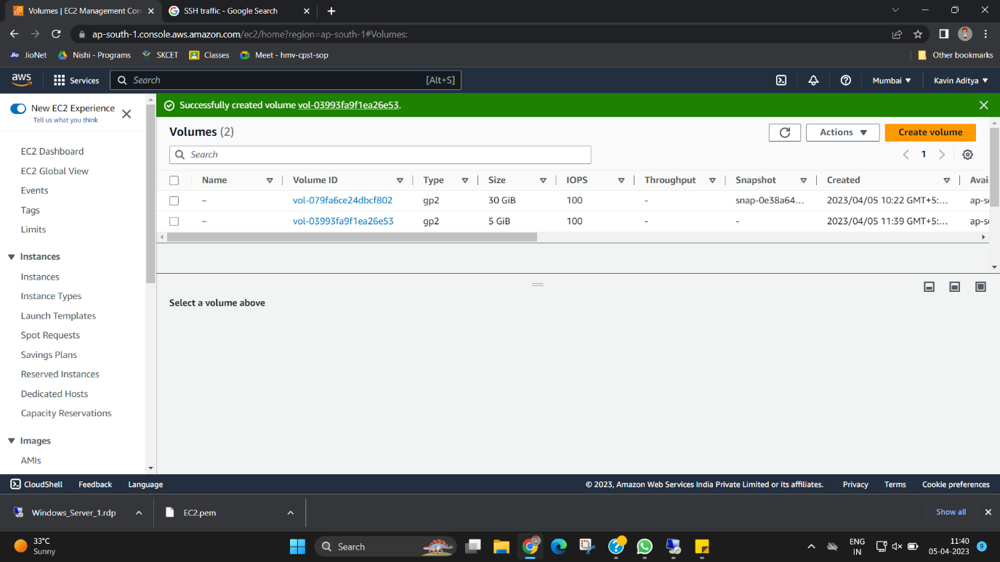 Volumes | EC2 Management Con
SSH traffic - Google Search
ap-south-1.console.aws.amazon.com/ec2/home?region=ap-south-1#Volumes:
Jio JioNet
Nishi - Programs
SKCET
Classes
Meet - hmv-cpst-sop
Other bookmarks
aws
Services
Search
[Alt+S]
Mumbai
Kavin Aditya
New EC2 Experience
Tell us what you think
Successfully created volume vol-03993fa9f1ea26e53.
Volumes (2)
Actions
Create volume
Search
1
Name Volume ID Type Size IOPS Throughput Snapshot Created Avai
– vol-079fa6ce24dbcf802 gp2 30 GiB 100 - snap-0e38a64... 2023/04/05 10:22 GMT+5:... ap-s
– vol-03993fa9f1ea26e53 gp2 5 GiB 100 - - 2023/04/05 11:39 GMT+5:... ap-s
Select a volume above
EC2 Dashboard
EC2 Global View
Events
Tags
Limits
Instances
Instances
Instance Types
Launch Templates
Spot Requests
Savings Plans
Reserved Instances
Dedicated Hosts
Capacity Reservations
Images
AMIs
CloudShell
Feedback
Language
© 2023, Amazon Web Services India Private Limited or its affiliates.
Privacy
Terms
Cookie preferences
Windows_Server_1.rdp
EC2.pem
Show all
33°C
Sunny
Search
ENG
IN
11:40
05-04-2023
9